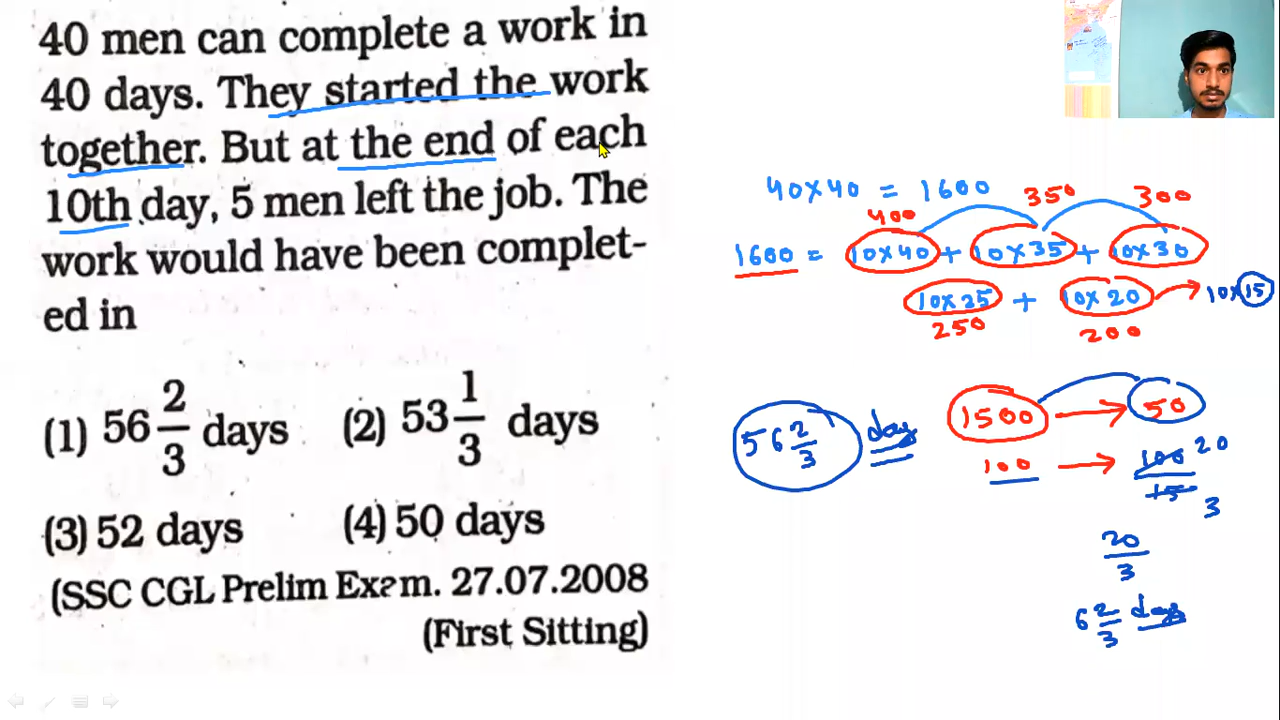 40 men can complete a work in
40 days. They started the work
together. But at the end of each
10th day, 5 men left the job. The
work would have been complet-
ed in
(1) 56 2/3 days (2) 53 1/3 days
(3) 52 days (4) 50 days
(SSC CGL Prelim Exam. 27.07.2008
(First Sitting)
40×40 = 1600
400 350 300
1600 = 10×40 + 10×35 + 10×30
10×25 + 10×20 → 10×15
250 200
1500 → 50
56 2/3 day
100 → 100/15 20 3
20/3
6 2/3 days